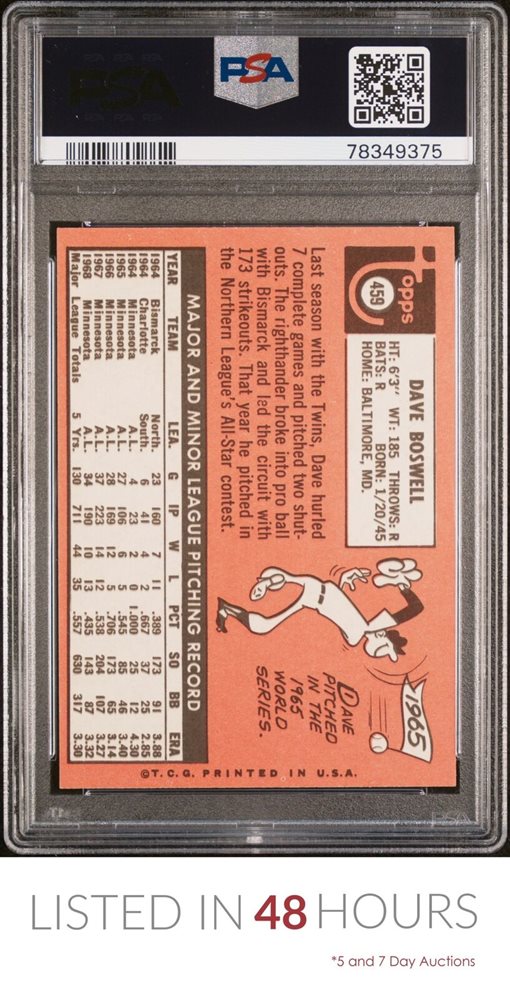 PSA
PSA
78349375
Topps
459
DAVE BOSWELL
HT: 6'3" WT: 185 THROWS: R
BATS: R BORN: 1/20/45
HOME: BALTIMORE, MD.
Last season with the Twins, Dave hurled
7 complete games and pitched two shut-
outs. The righthander broke into pro ball
with Bismarck and led the circuit with
173 strikeouts. That year he pitched in
the Northern League's All-Star contest.
1965
DAVE
PITCHED
IN THE
1965
WORLD
SERIES.
MAJOR AND MINOR LEAGUE PITCHING RECORD
YEAR TEAM LEA. G IP W L PCT SO BB ERA
1964 Bismarck North. 23 160 7 11 .389 173 91 3.88
1964 Charlotte South. 6 41 4 2 .667 37 25 2.85
1964 Minnesota A.L. 4 23 2 0 1.000 25 12 4.30
1965 Minnesota A.L. 27 106 6 5 .545 85 46 3.40
1966 Minnesota A.L. 28 169 12 5 .706 173 65 3.14
1967 Minnesota A.L. 37 223 14 12 .538 204 107 3.27
1968 Minnesota A.L. 34 190 10 13 .435 143 87 3.32
Major League Totals 5 Yrs. 130 711 44 35 .557 630 317 3.30
©T.C.G. PRINTED IN U.S.A.
PSA
LISTED IN 48 HOURS
*5 and 7 Day Auctions